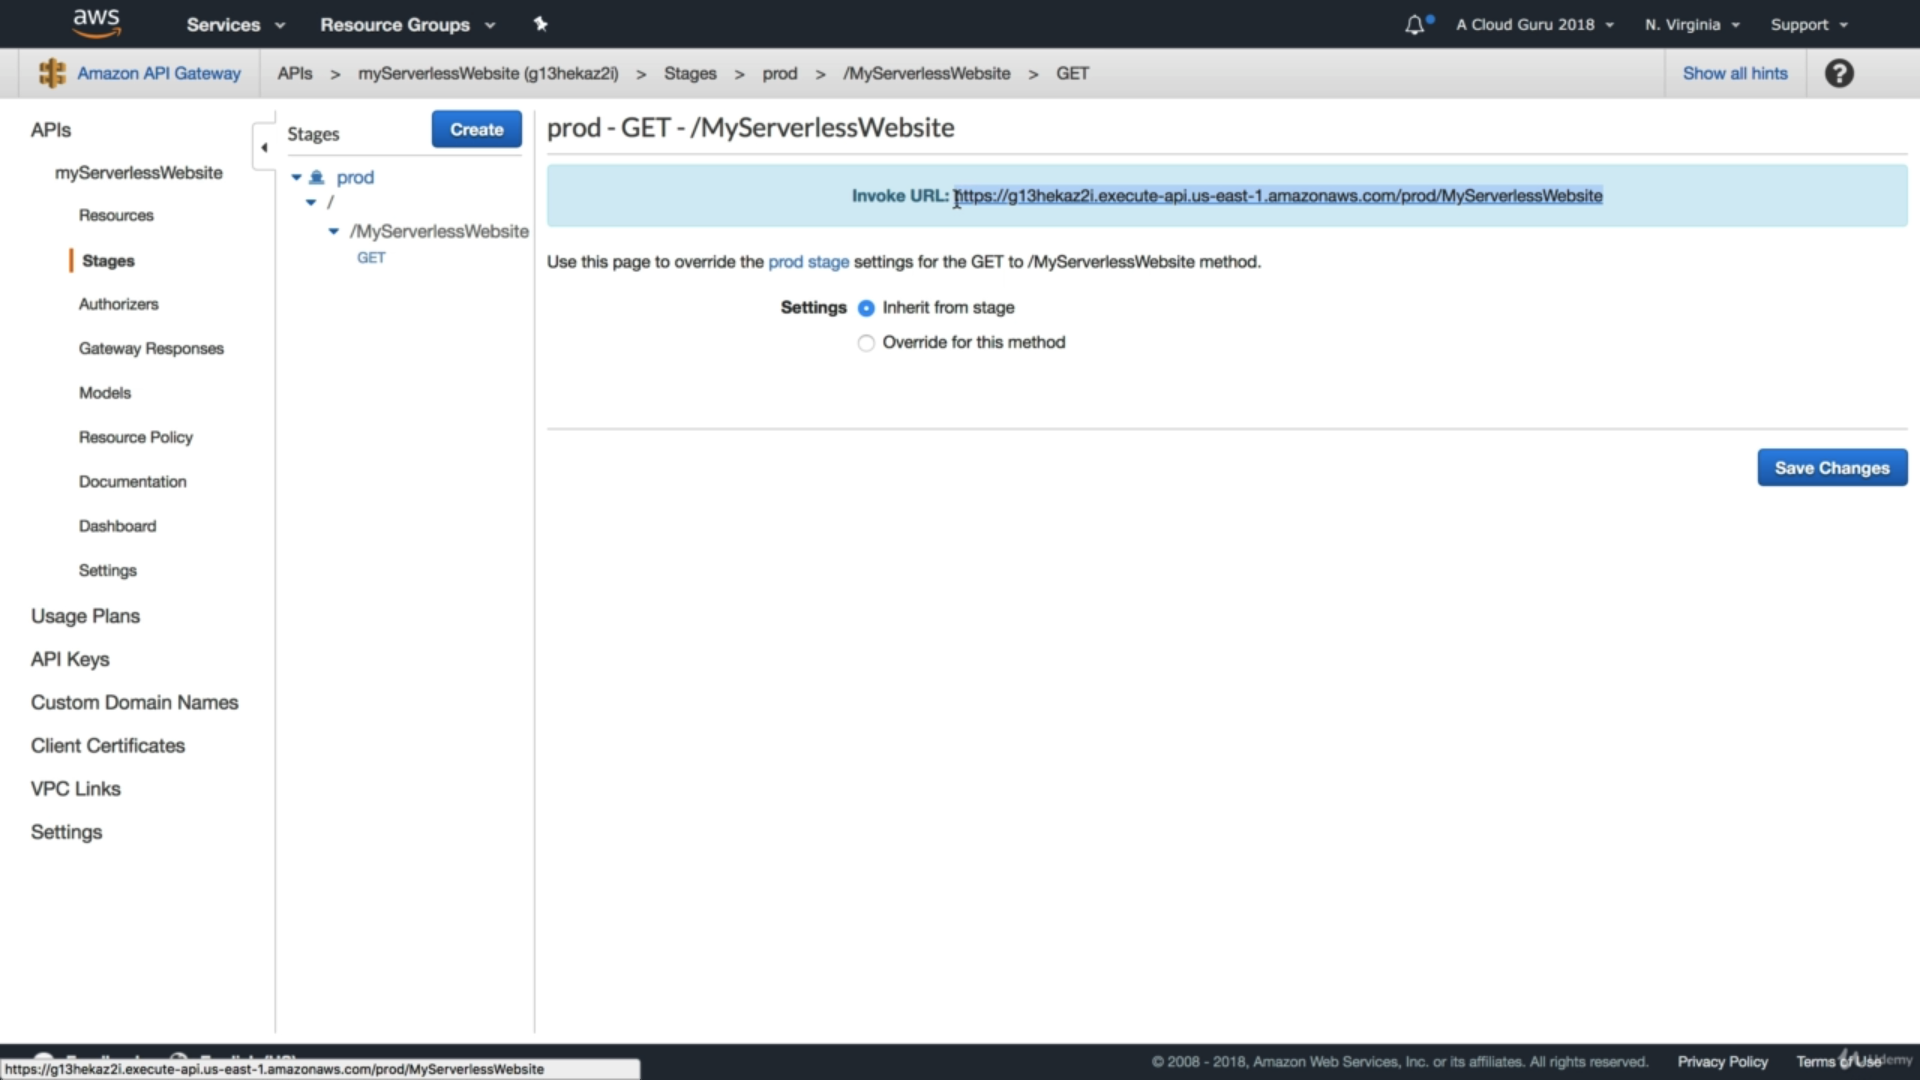 aws Services Resource Groups A Cloud Guru 2018 N. Virginia Support
Amazon API Gateway APIs > myServerlessWebsite (g13hekaz2i) > Stages > prod > /MyServerlessWebsite > GET Show all hints ?
APIs
myServerlessWebsite
Resources
Stages
Authorizers
Gateway Responses
Models
Resource Policy
Documentation
Dashboard
Settings
Usage Plans
API Keys
Custom Domain Names
Client Certificates
VPC Links
Settings
Stages Create
prod
/
/MyServerlessWebsite
GET
prod - GET - /MyServerlessWebsite
Invoke URL: https://g13hekaz2i.execute-api.us-east-1.amazonaws.com/prod/MyServerlessWebsite
Use this page to override the prod stage settings for the GET to /MyServerlessWebsite method.
Settings Inherit from stage
Override for this method
Save Changes
© 2008 - 2018, Amazon Web Services, Inc. or its affiliates. All rights reserved. Privacy Policy Terms of Use
https://g13hekaz2i.execute-api.us-east-1.amazonaws.com/prod/MyServerlessWebsite